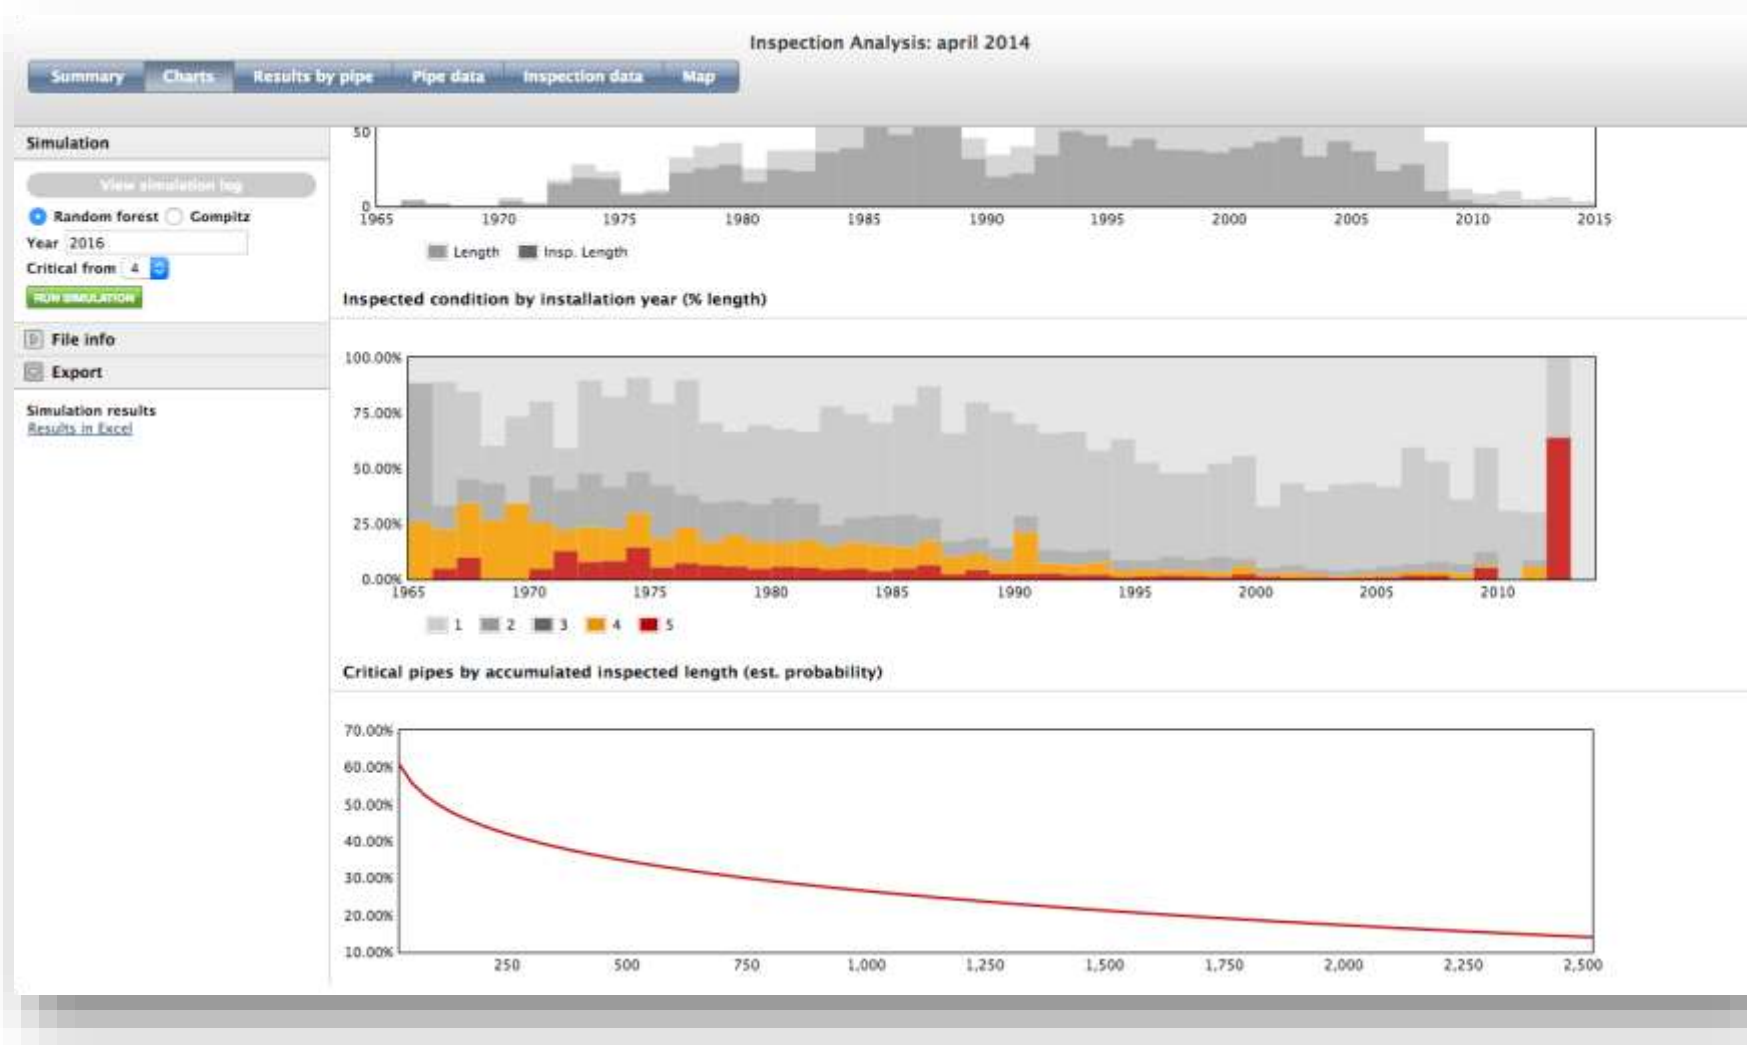 Inspection Analysis: april 2014
Summary Charts Results by pipe Pipe data Inspection data Map
Simulation
View simulation log
Random forest Gompitz
Year 2016
Critical from 4
RUN SIMULATION
File info
Export
Simulation results
Results in Excel
50
0
1965 1970 1975 1980 1985 1990 1995 2000 2005 2010 2015
Length Insp. Length
Inspected condition by installation year (% length)
100.00%
75.00%
50.00%
25.00%
0.00%
1965 1970 1975 1980 1985 1990 1995 2000 2005 2010
1 2 3 4 5
Critical pipes by accumulated inspected length (est. probability)
70.00%
60.00%
50.00%
40.00%
30.00%
20.00%
10.00%
250 500 750 1,000 1,250 1,500 1,750 2,000 2,250 2,500